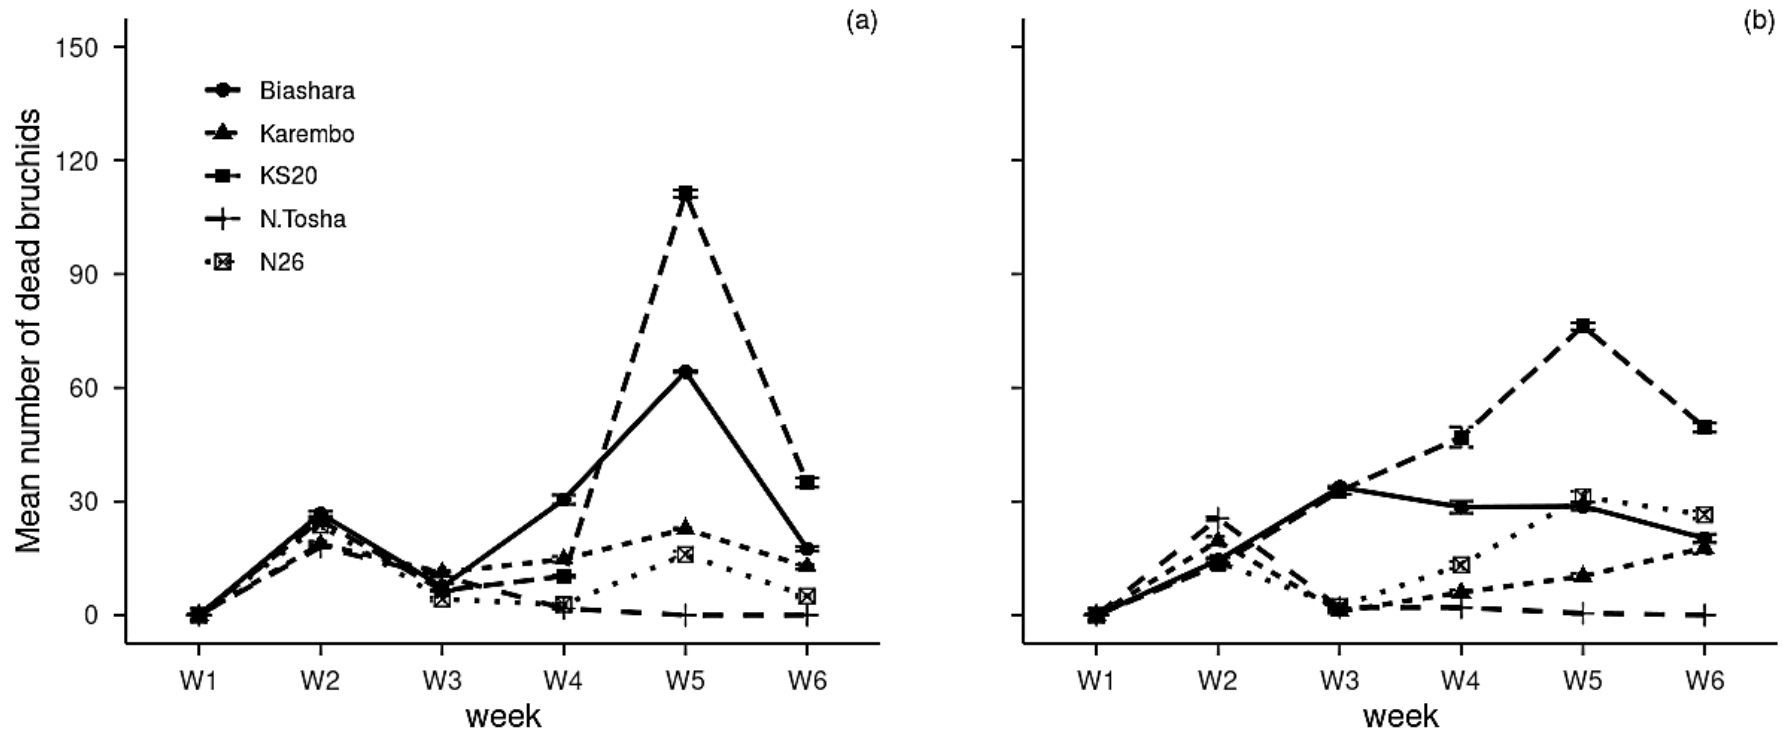 (a)
(b)
Mean number of dead bruchids
150
120
90
60
30
0
Biashara
Karembo
KS20
N.Tosha
N26
W1 W2 W3 W4 W5 W6
week
W1 W2 W3 W4 W5 W6
week